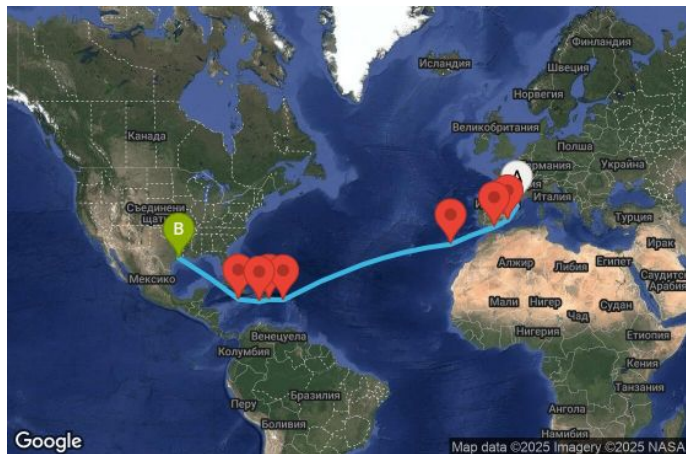 Исландия
Финландия
Швеция
Норвегия
Канада
Великобритания
Полша
A
Украйна
Италия
Съединени
щати
B
Турция
Ирак
Мексико
Алжир
Либия
Египет
Саудитс
Арабия
Мали
Нигер
Судан
Чад
Венецуела
Нигерия
Етиопия
Колумбия
Кения
Танзания
Перу
Бразилия
Ангола
Боливия
Намибия
Google
Map data ©2025 Imagery ©2025 NASA